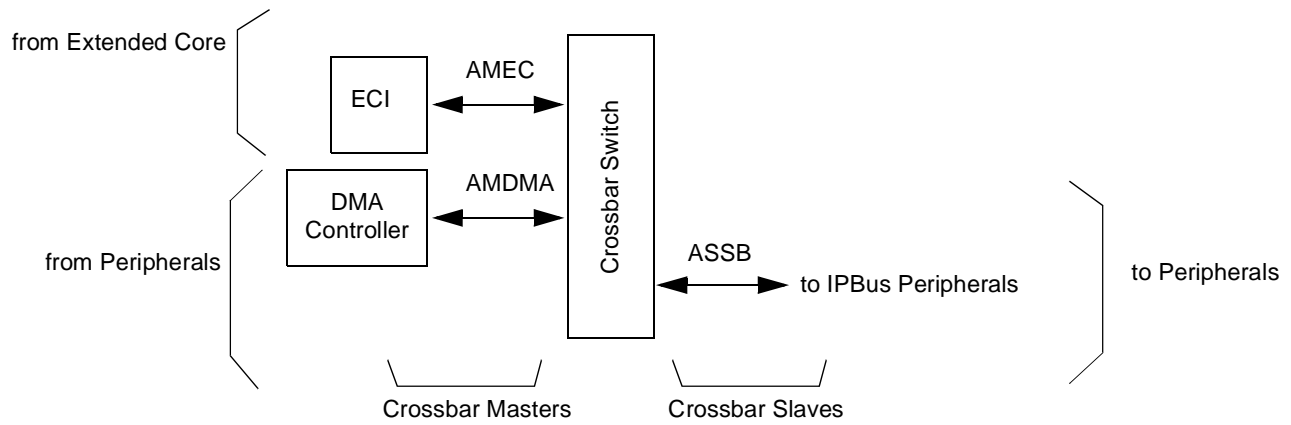 from Extended Core
ECI
AMEC
DMA
Controller
AMDMA
Crossbar Switch
from Peripherals
ASSB
to IPBus Peripherals
to Peripherals
Crossbar Masters
Crossbar Slaves